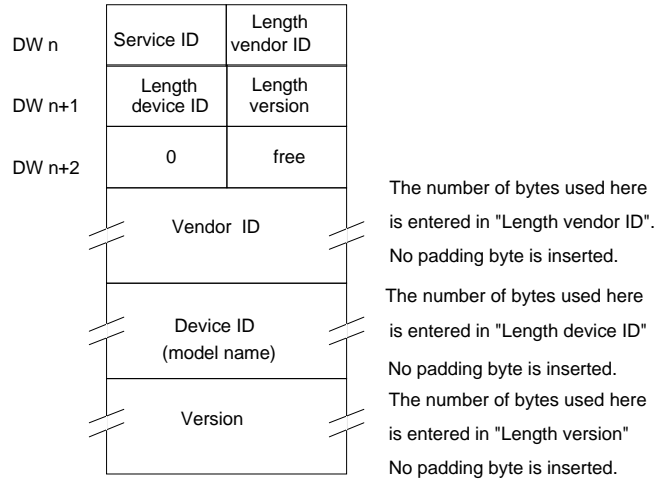 DW n
Service ID
Length
vendor ID
DW n+1
Length
device ID
Length
version
DW n+2
0
free
Vendor ID
The number of bytes used here
is entered in "Length vendor ID".
No padding byte is inserted.
Device ID
(model name)
The number of bytes used here
is entered in "Length device ID"
No padding byte is inserted.
Version
The number of bytes used here
is entered in "Length version"
No padding byte is inserted.